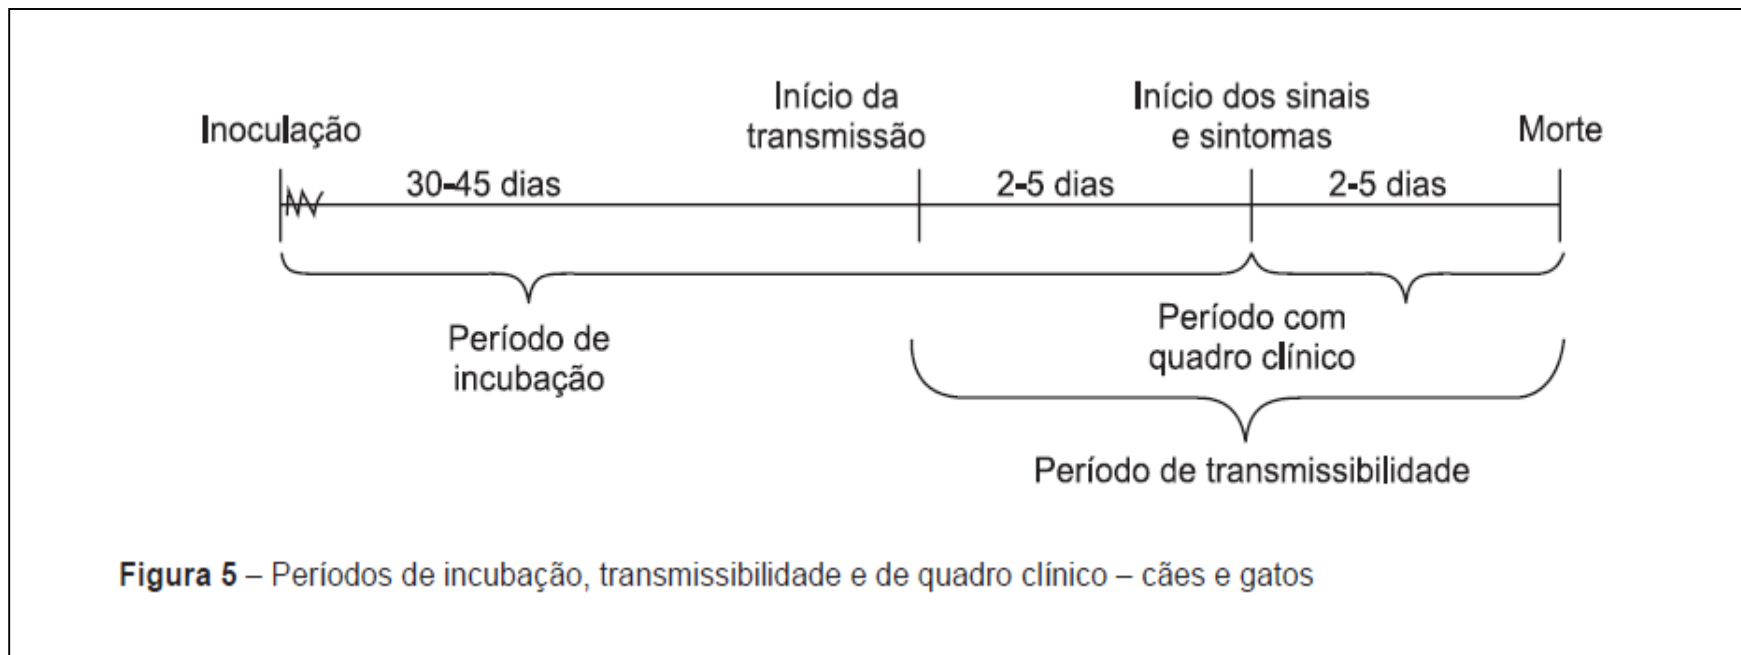 Inoculação
Início da
transmissão
Início dos sinais
e sintomas
Morte
30-45 dias
2-5 dias
2-5 dias
Período de
incubação
Período com
quadro clínico
Período de transmissibilidade
Figura 5 – Períodos de incubação, transmissibilidade e de quadro clínico – cães e gatos